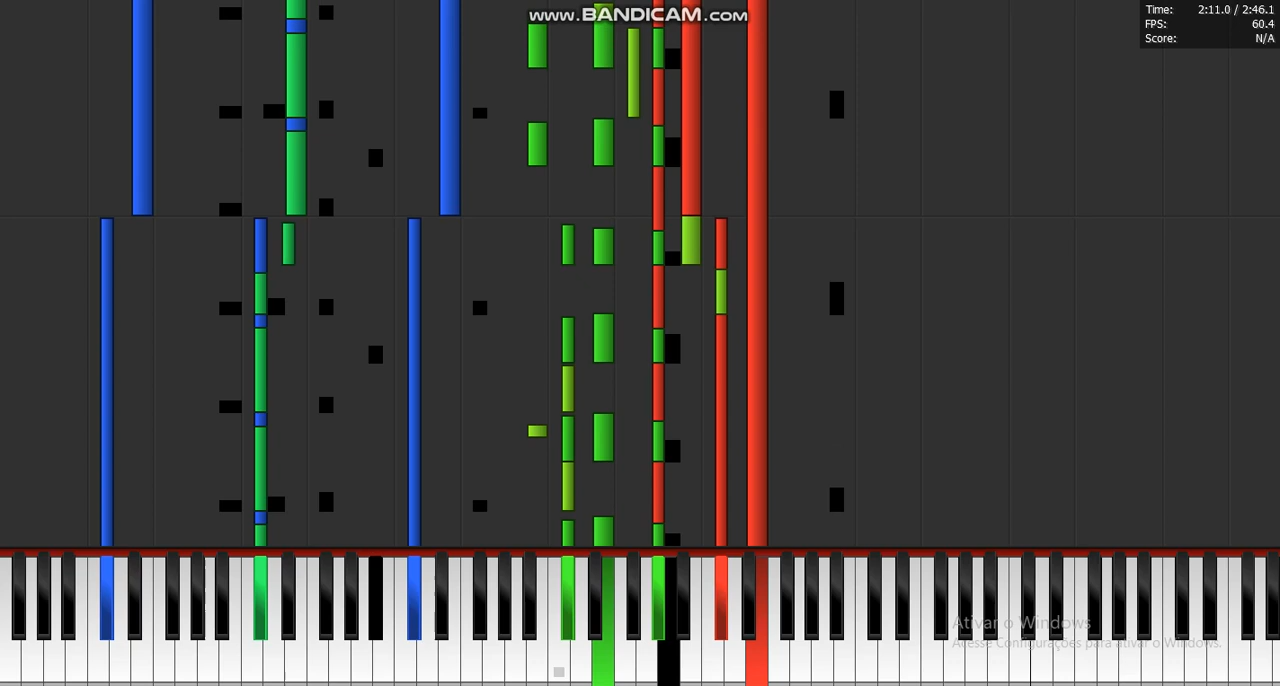 www.BANDICAM.com
Time: 2:11.0 / 2:46.1
FPS: 60.4
Score: N/A
Ativar o Windows
Acesse Configurações para ativar o Windows.